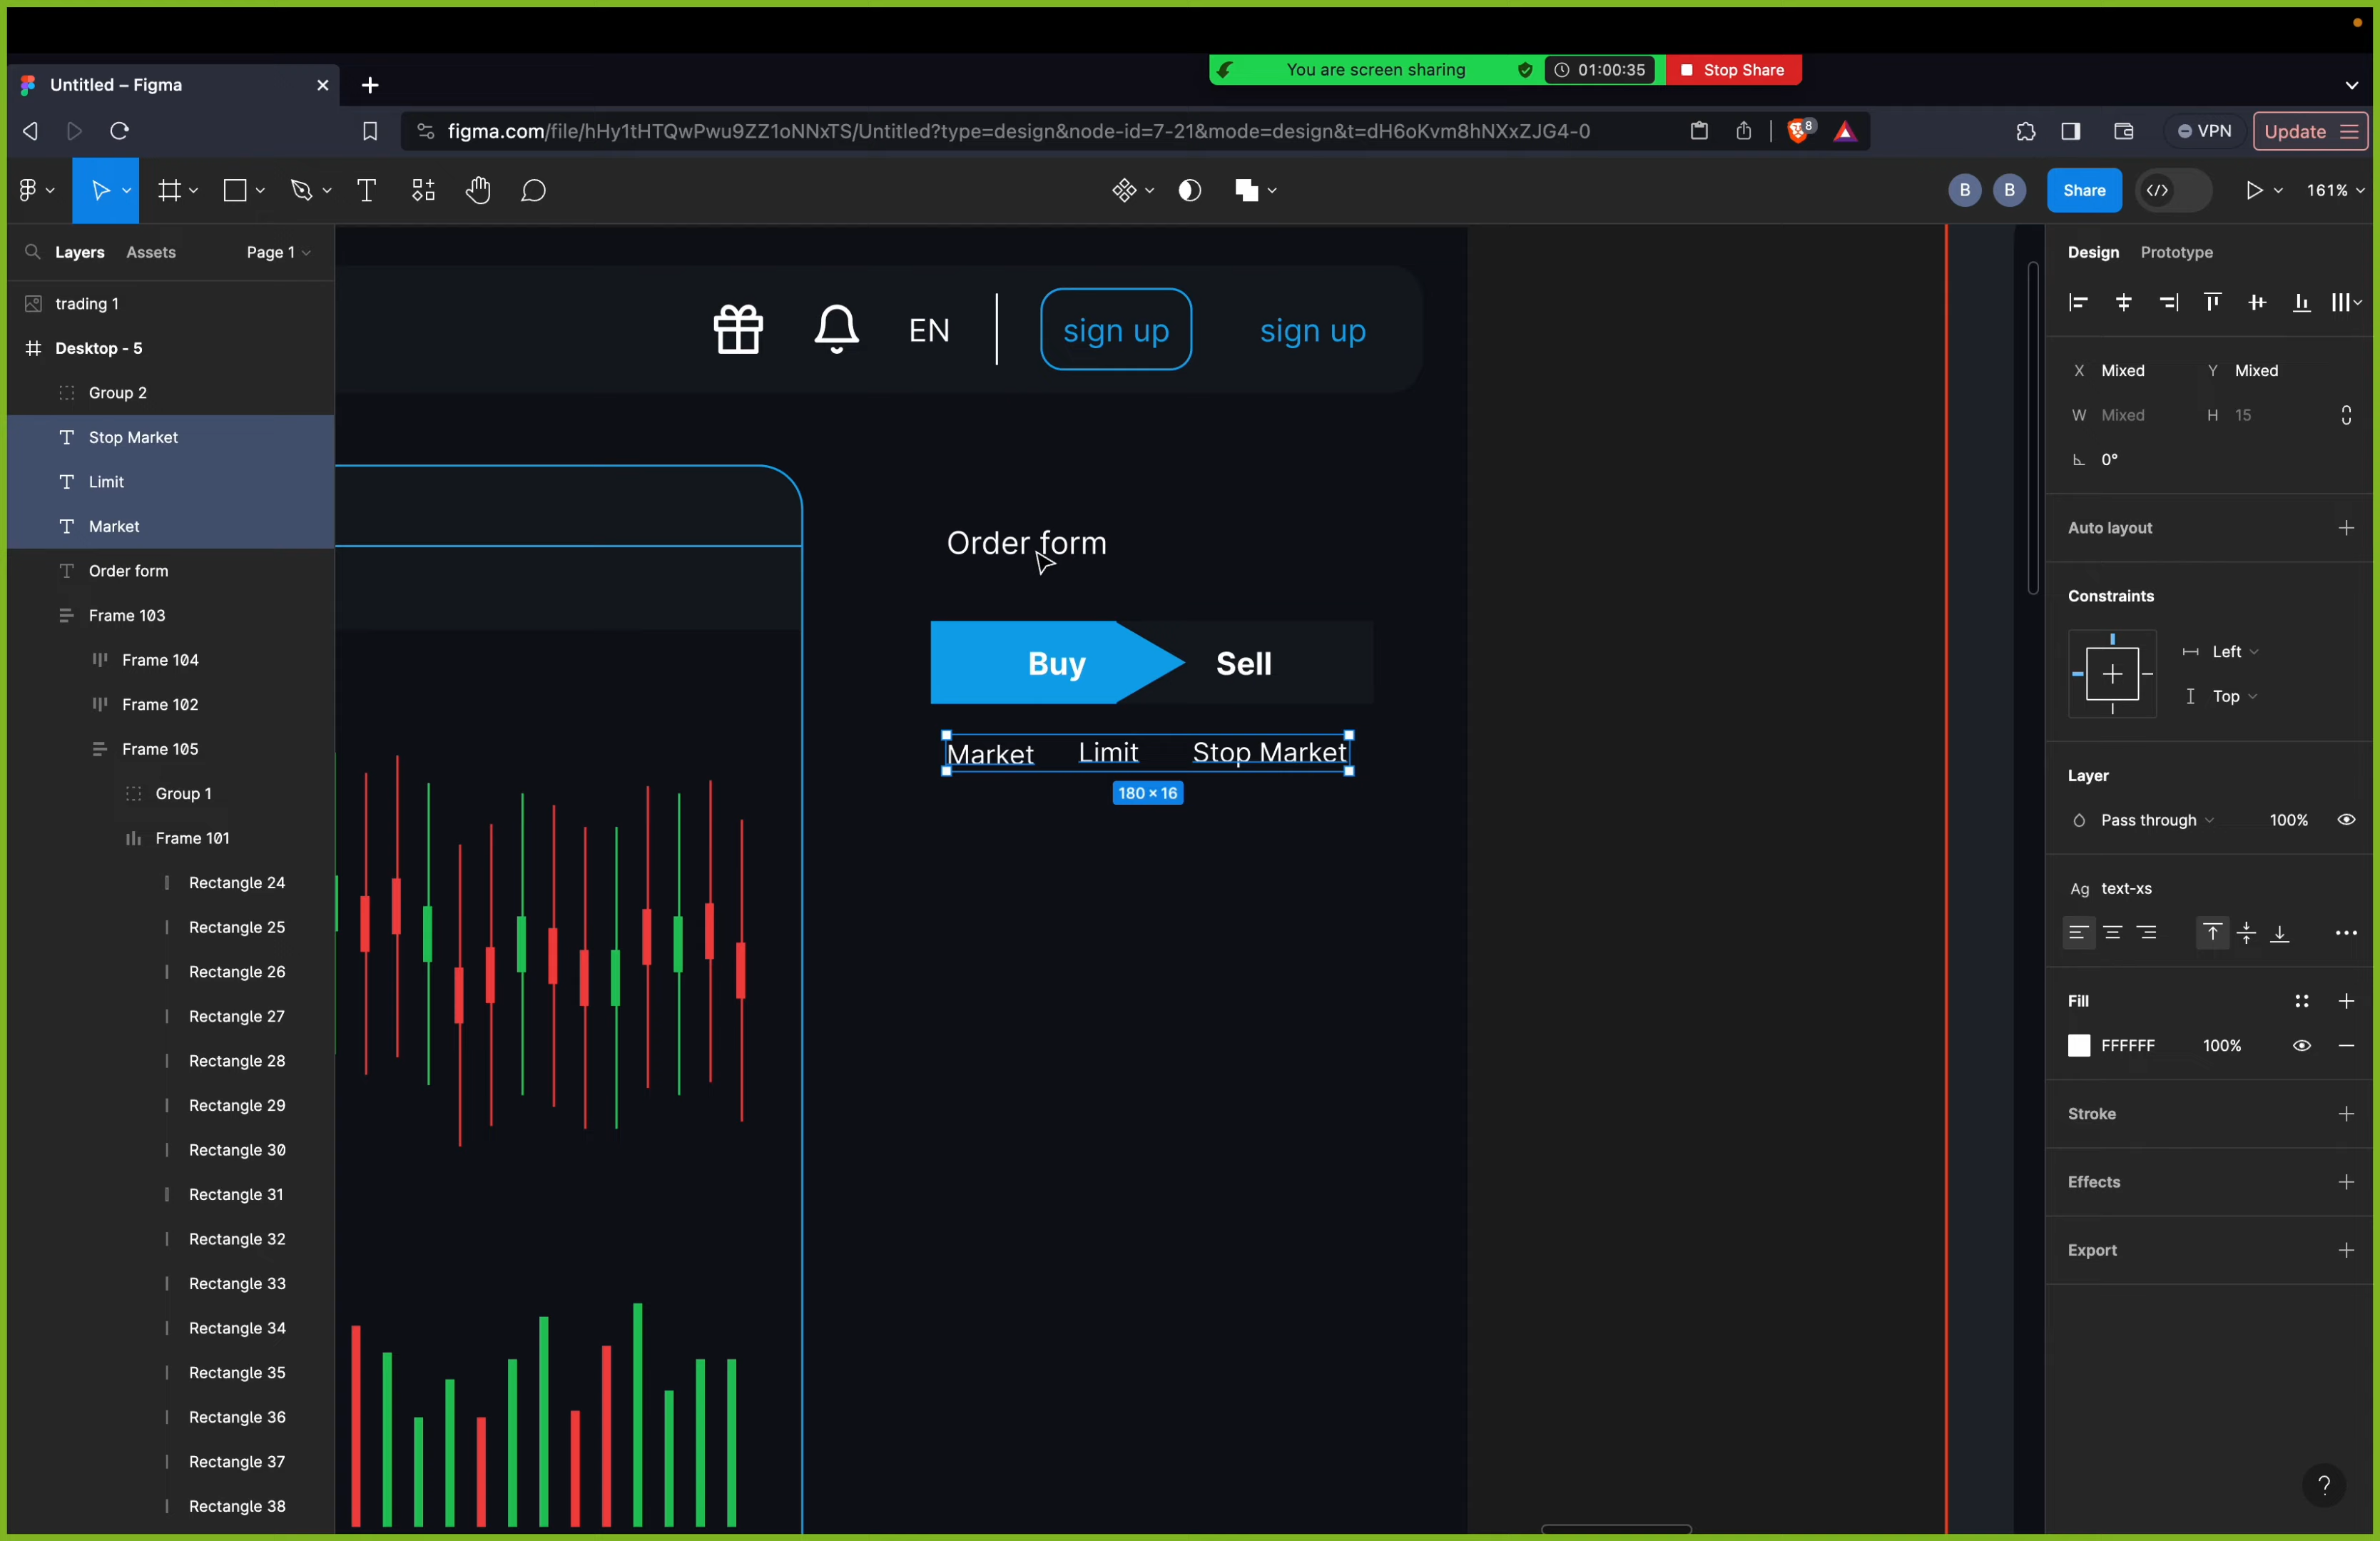 You are screen sharing 01:00:35 Stop Share
Untitled – Figma
figma.com/file/hHy1tHTQwPwu9ZZ1oNNxTS/Untitled?type=design&node-id=7-21&mode=design&t=dH6oKvm8hNXxZJG4-0
8
VPN
Update
B B Share 161%
Layers Assets Page 1
trading 1
Desktop - 5
Group 2
Stop Market
Limit
Market
Order form
Frame 103
Frame 104
Frame 102
Frame 105
Group 1
Frame 101
Rectangle 24
Rectangle 25
Rectangle 26
Rectangle 27
Rectangle 28
Rectangle 29
Rectangle 30
Rectangle 31
Rectangle 32
Rectangle 33
Rectangle 34
Rectangle 35
Rectangle 36
Rectangle 37
Rectangle 38
EN sign up sign up
Order form
Buy Sell
Market Limit Stop Market
180 × 16
Design Prototype
X Mixed Y Mixed
W Mixed H 15
0°
Auto layout
Constraints
Left
Top
Layer
Pass through 100%
Ag text-xs
Fill
FFFFFF 100%
Stroke
Effects
Export
?